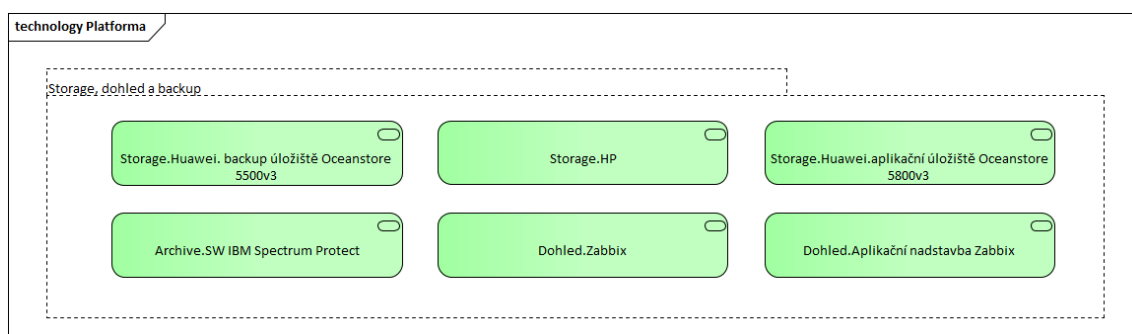 technology Platforma
Storage, dohled a backup
Storage.Huawei. backup úložiště Oceanstore
5500v3
Storage.HP
Storage.Huawei.aplikační úložiště Oceanstore
5800v3
Archive.SW IBM Spectrum Protect
Dohled.Zabbix
Dohled.Aplikační nadstavba Zabbix